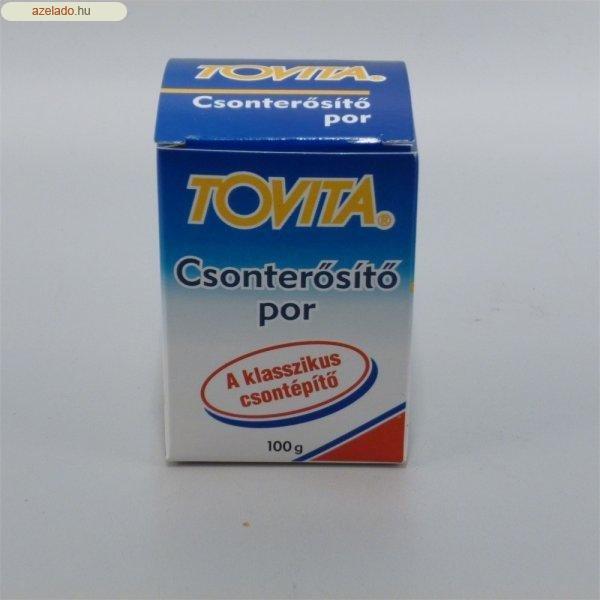 azelado.hu
TOVITA®
Csonterősítő
por
TOVITA®
Csonterősítő
por
A klasszikus
csontépítő
100 g